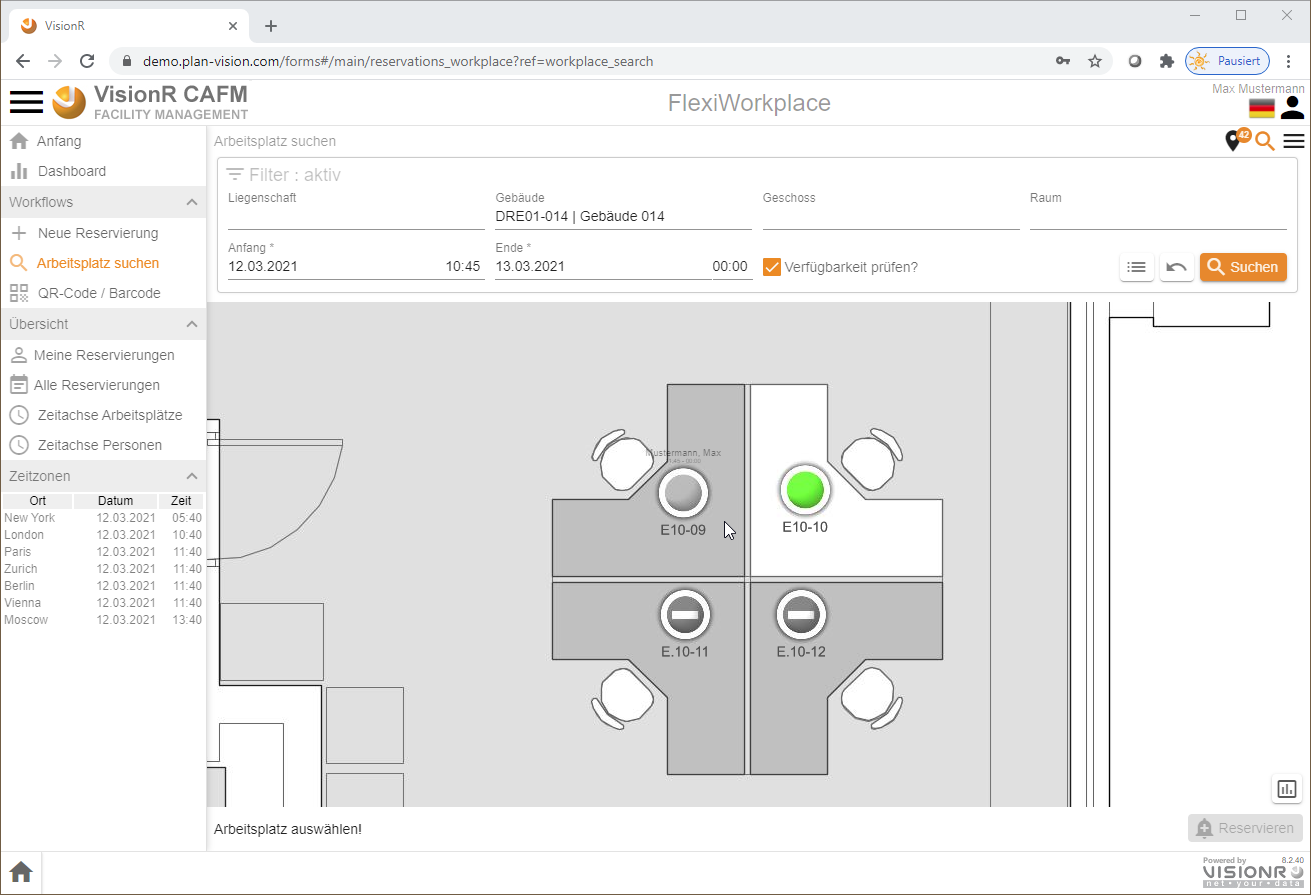 VisionR
demo.plan-vision.com/forms#/main/reservations_workplace?ref=workplace_search
Pausiert
VisionR CAFM
FACILITY MANAGEMENT
FlexiWorkplace
Max Mustermann
Anfang
Dashboard
Workflows
Neue Reservierung
Arbeitsplatz suchen
QR-Code / Barcode
Übersicht
Meine Reservierungen
Alle Reservierungen
Zeitachse Arbeitsplätze
Zeitachse Personen
Zeitzonen
Ort Datum Zeit
New York 12.03.2021 05:40
London 12.03.2021 10:40
Paris 12.03.2021 11:40
Zurich 12.03.2021 11:40
Berlin 12.03.2021 11:40
Vienna 12.03.2021 11:40
Moscow 12.03.2021 13:40
Arbeitsplatz suchen
42
Filter : aktiv
Liegenschaft Gebäude Geschoss Raum
DRE01-014 | Gebäude 014
Anfang * Ende *
12.03.2021 10:45 13.03.2021 00:00 Verfügbarkeit prüfen? Suchen
Mustermann, Max
E10-09
E10-10
E.10-11
E.10-12
Arbeitsplatz auswählen!
Reservieren
Powered by 8.2.40
VISIONR
net • your • data